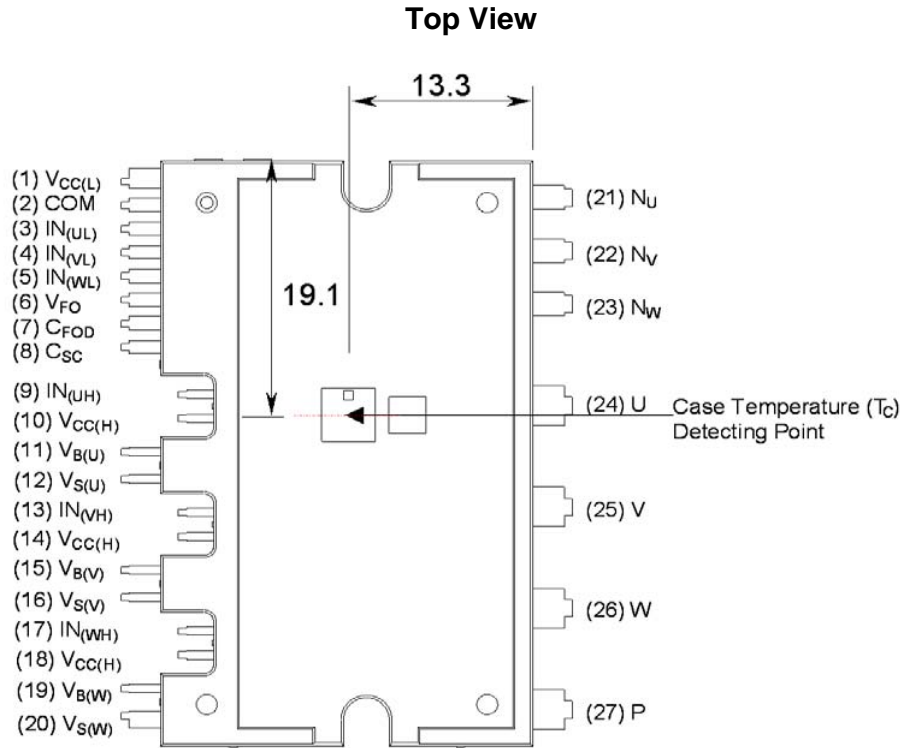 Top View
13.3
19.1
(1) VCC(L)
(2) COM
(3) IN(UL)
(4) IN(VL)
(5) IN(WL)
(6) VFO
(7) CFOD
(8) CSC
(9) IN(UH)
(10) VCC(H)
(11) VB(U)
(12) VS(U)
(13) IN(VH)
(14) VCC(H)
(15) VB(V)
(16) VS(V)
(17) IN(WH)
(18) VCC(H)
(19) VB(W)
(20) VS(W)
(21) NU
(22) NV
(23) NW
(24) U
(25) V
(26) W
(27) P
Case Temperature (TC)
Detecting Point